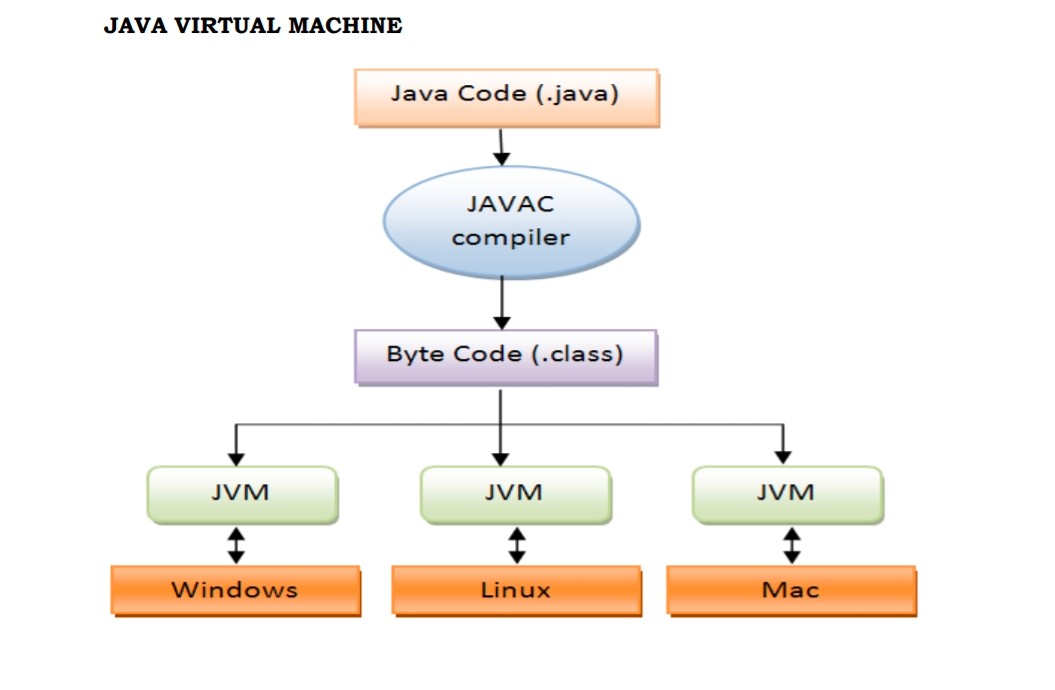 JAVA VIRTUAL MACHINE
Java Code (.java)
JAVAC
compiler
Byte Code (.class)
JVM
JVM
JVM
Windows
Linux
Mac